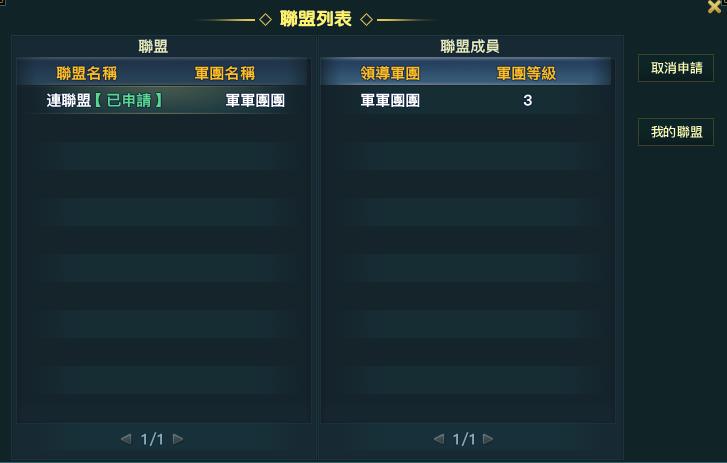 聯盟列表
聯盟
聯盟成員
聯盟名稱 軍團名稱
領導軍團 軍團等級
連聯盟【已申請】 軍軍團團
軍軍團團 3
取消申請
我的聯盟
1/1
1/1